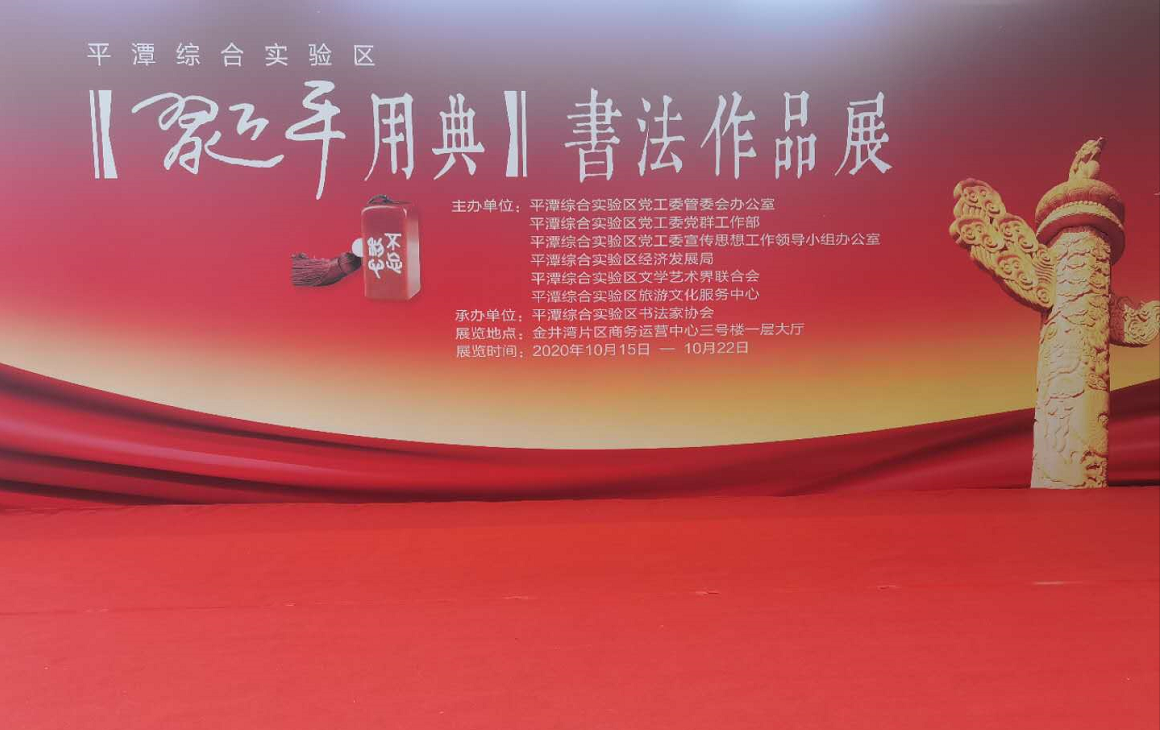 平潭综合实验区
【习近平用典】書法作品展
不忘
初心
主办单位：平潭综合实验区党工委管委会办公室
平潭综合实验区党工委党群工作部
平潭综合实验区党工委宣传思想工作领导小组办公室
平潭综合实验区经济发展局
平潭综合实验区文学艺术界联合会
平潭综合实验区旅游文化服务中心
承办单位：平潭综合实验区书法家协会
展览地点：金井湾片区商务运营中心三号楼一层大厅
展览时间：2020年10月15日 — 10月22日